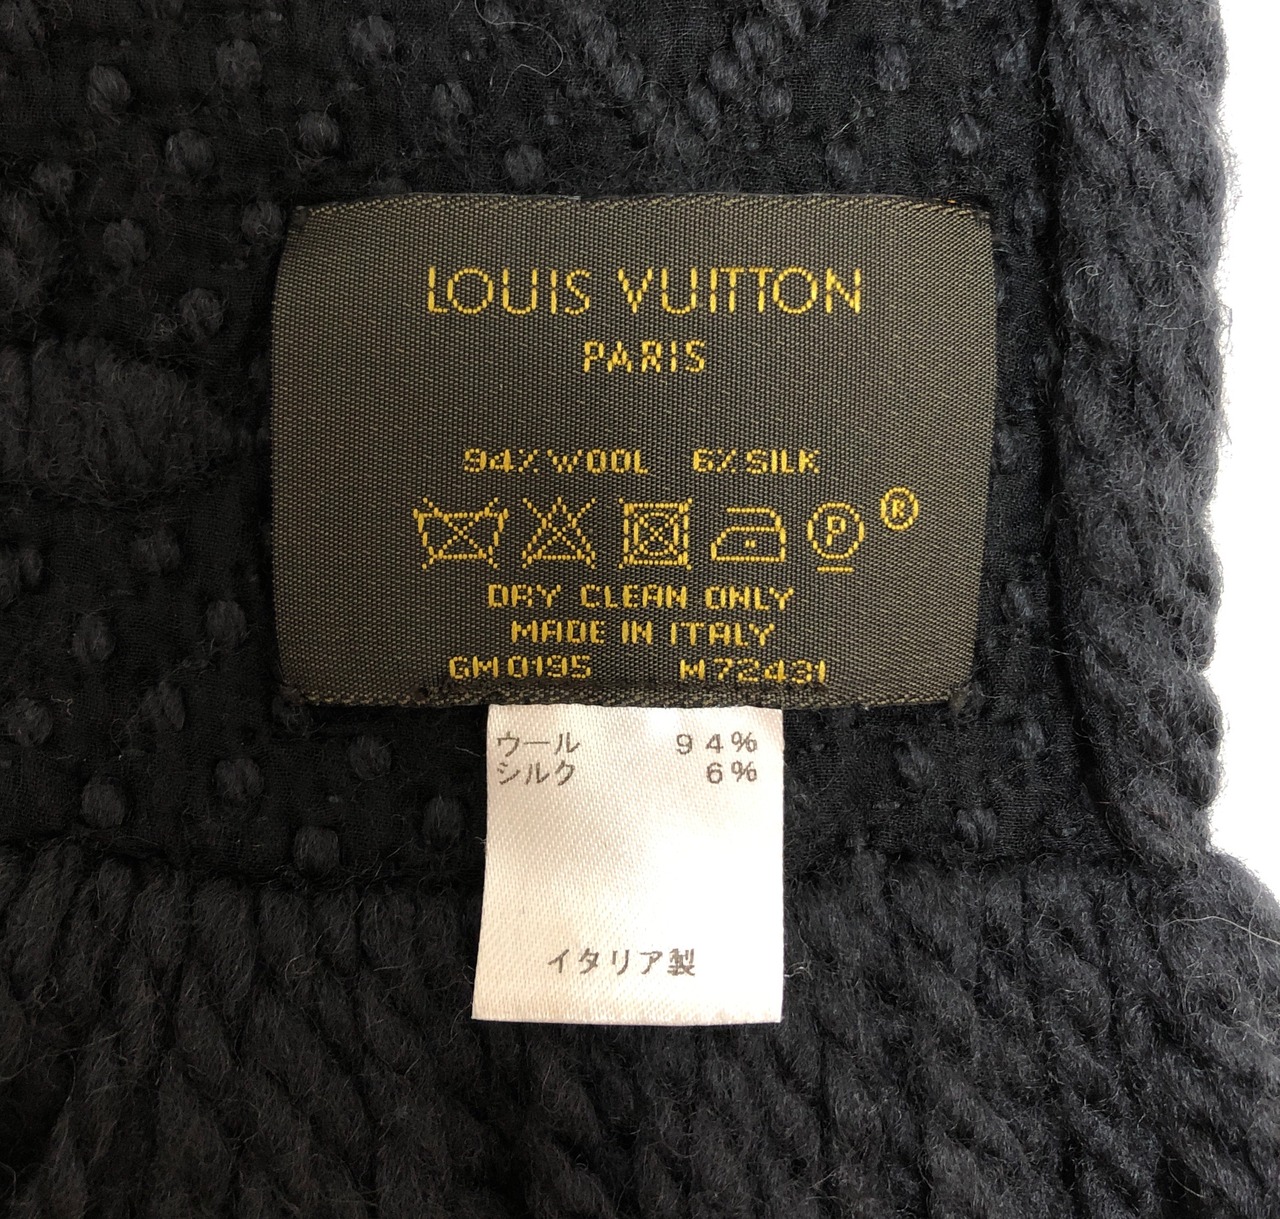 LOUIS VUITTON
PARIS
94% WOOL 6% SILK
P ®
DRY CLEAN ONLY
MADE IN ITALY
GM0195 M72431
ウール 94%
シルク 6%
イタリア製